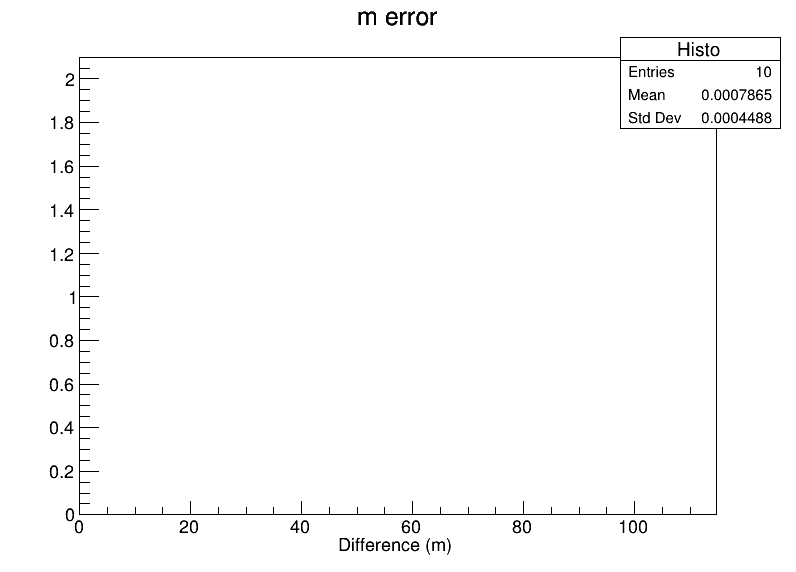 m error
Histo
Entries 10
Mean 0.0007865
Std Dev 0.0004488
2
1.8
1.6
1.4
1.2
1
0.8
0.6
0.4
0.2
0
0 20 40 60 80 100
Difference (m)